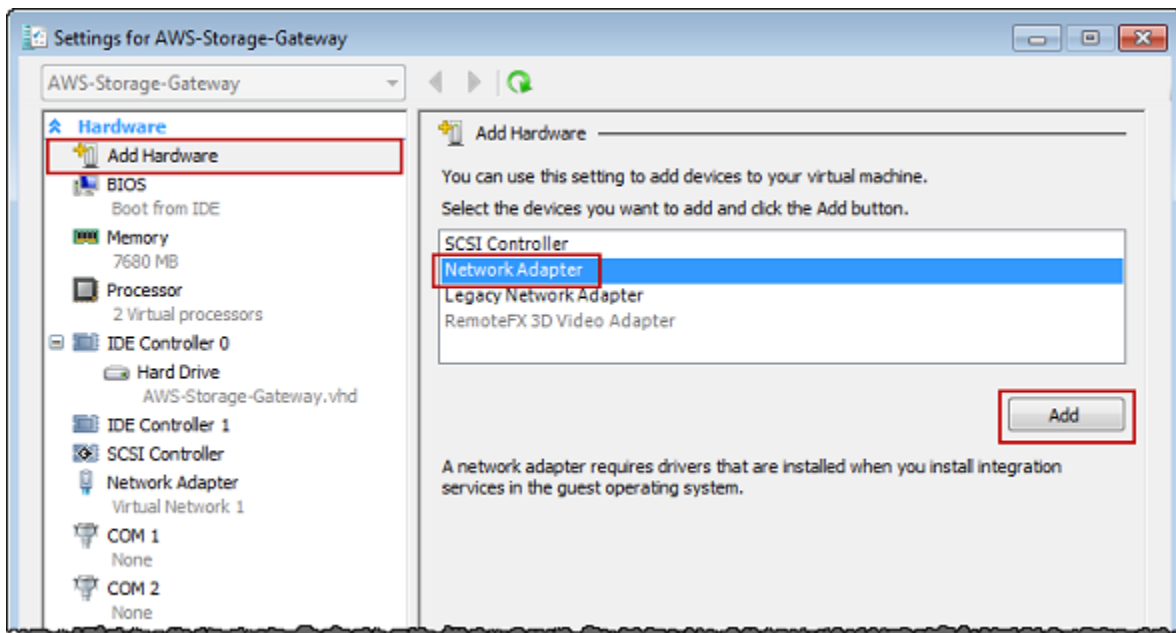 Settings for AWS-Storage-Gateway
AWS-Storage-Gateway
Hardware
Add Hardware
BIOS
Boot from IDE
Memory
7680 MB
Processor
2 Virtual processors
IDE Controller 0
Hard Drive
AWS-Storage-Gateway.vhd
IDE Controller 1
SCSI Controller
Network Adapter
Virtual Network 1
COM 1
None
COM 2
None
Add Hardware
You can use this setting to add devices to your virtual machine.
Select the devices you want to add and click the Add button.
SCSI Controller
Network Adapter
Legacy Network Adapter
RemoteFX 3D Video Adapter
Add
A network adapter requires drivers that are installed when you install integration
services in the guest operating system.